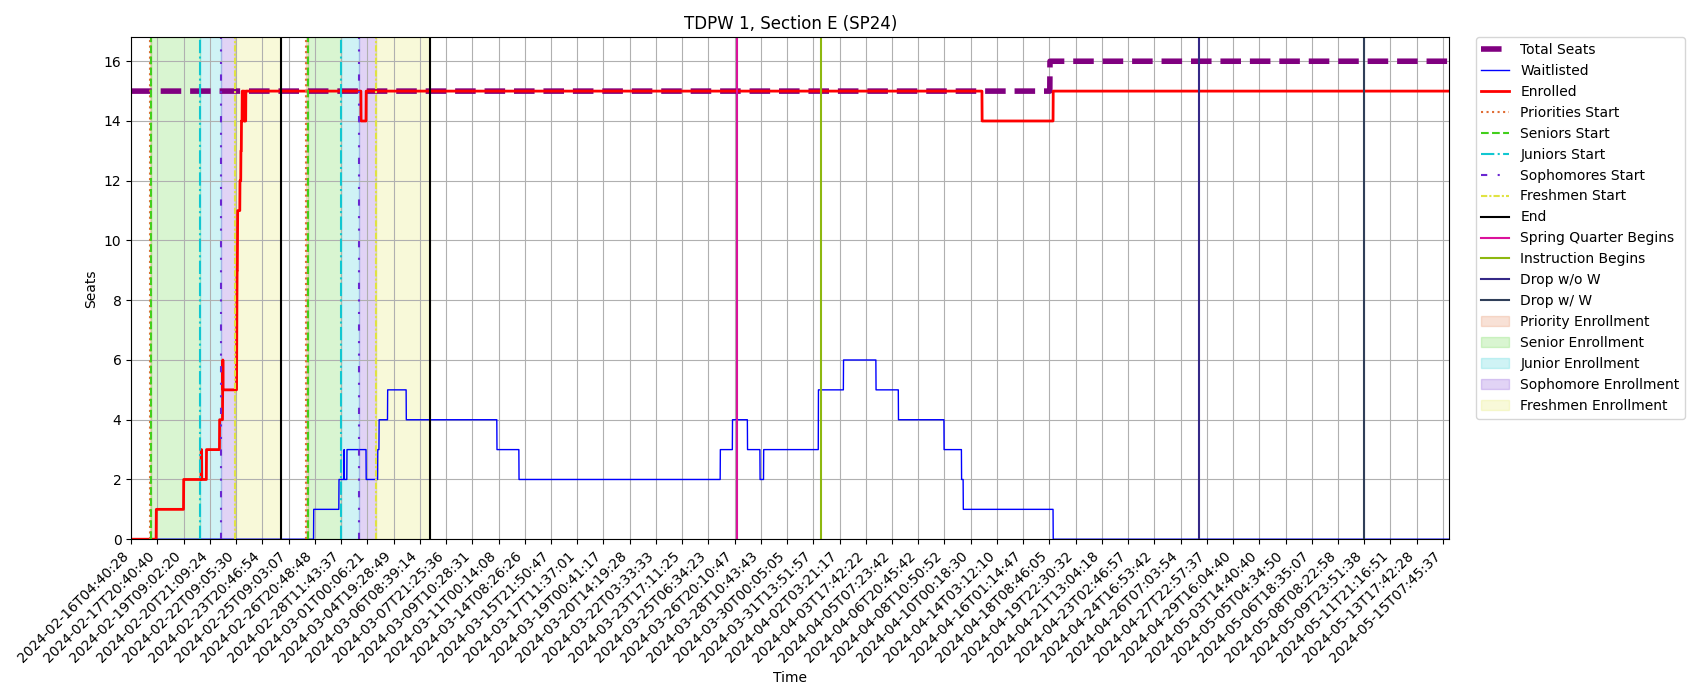 TDPW 1, Section E (SP24)
Seats
16
14
12
10
8
6
4
2
0
2024-02-16T04:40:28
2024-02-17T20:40:40
2024-02-19T09:02:20
2024-02-20T21:09:24
2024-02-22T09:05:30
2024-02-23T20:46:54
2024-02-25T09:03:07
2024-02-26T20:48:48
2024-02-28T11:43:37
2024-03-01T00:06:21
2024-03-04T19:28:49
2024-03-06T08:39:14
2024-03-07T21:25:36
2024-03-09T10:28:31
2024-03-11T00:14:09
2024-03-14T08:26:26
2024-03-15T21:50:47
2024-03-17T11:37:01
2024-03-19T00:41:17
2024-03-20T14:19:28
2024-03-22T03:33:33
2024-03-23T17:11:25
2024-03-25T06:34:23
2024-03-26T20:10:47
2024-03-28T10:43:43
2024-03-30T00:05:05
2024-03-31T13:51:57
2024-04-02T03:21:17
2024-04-03T17:42:22
2024-04-05T07:23:42
2024-04-06T20:45:42
2024-04-08T10:50:52
2024-04-10T00:18:30
2024-04-14T03:12:10
2024-04-16T01:14:47
2024-04-18T08:46:05
2024-04-19T22:30:32
2024-04-21T13:04:18
2024-04-23T02:46:57
2024-04-24T16:53:42
2024-04-26T07:03:54
2024-04-27T22:57:37
2024-04-29T16:04:40
2024-05-03T14:40:40
2024-05-05T04:34:50
2024-05-06T18:35:07
2024-05-08T08:22:58
2024-05-09T23:51:38
2024-05-11T21:16:51
2024-05-13T17:42:28
2024-05-15T07:45:37
Time
Total Seats
Waitlisted
Enrolled
Priorities Start
Seniors Start
Juniors Start
Sophomores Start
Freshmen Start
End
Spring Quarter Begins
Instruction Begins
Drop w/o W
Drop w/ W
Priority Enrollment
Senior Enrollment
Junior Enrollment
Sophomore Enrollment
Freshmen Enrollment